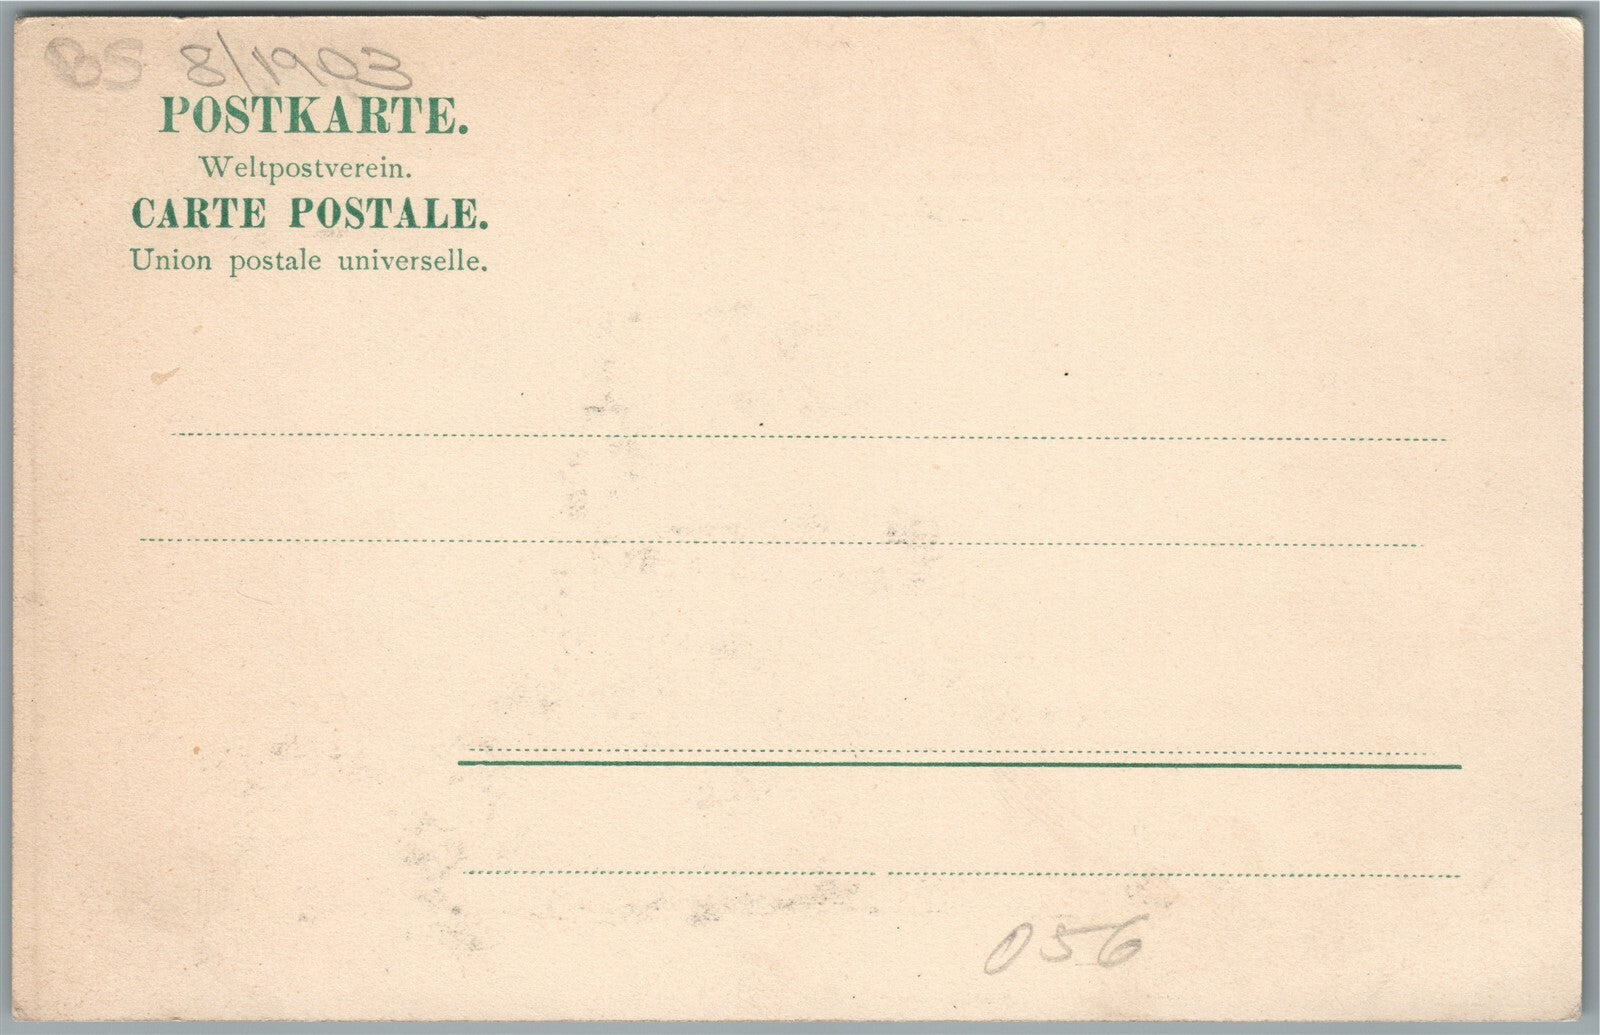 BS 8/1903
POSTKARTE.
Weltpostverein.
CARTE POSTALE.
Union postale universelle.
056